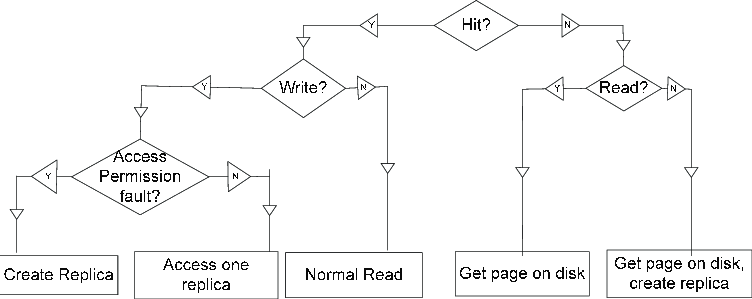 Hit?
Y
N
Write?
Read?
Y
N
Y
N
Access
Permission
fault?
Y
N
Create Replica
Access one
replica
Normal Read
Get page on disk
Get page on disk,
create replica